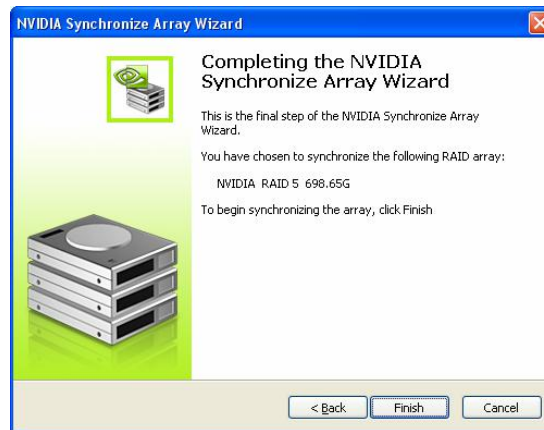 NVIDIA Synchronize Array Wizard
Completing the NVIDIA
Synchronize Array Wizard
This is the final step of the NVIDIA Synchronize Array
Wizard.
You have chosen to synchronize the following RAID array:
NVIDIA RAID 5 698.65G
To begin synchronizing the array, click Finish
< Back
Finish
Cancel